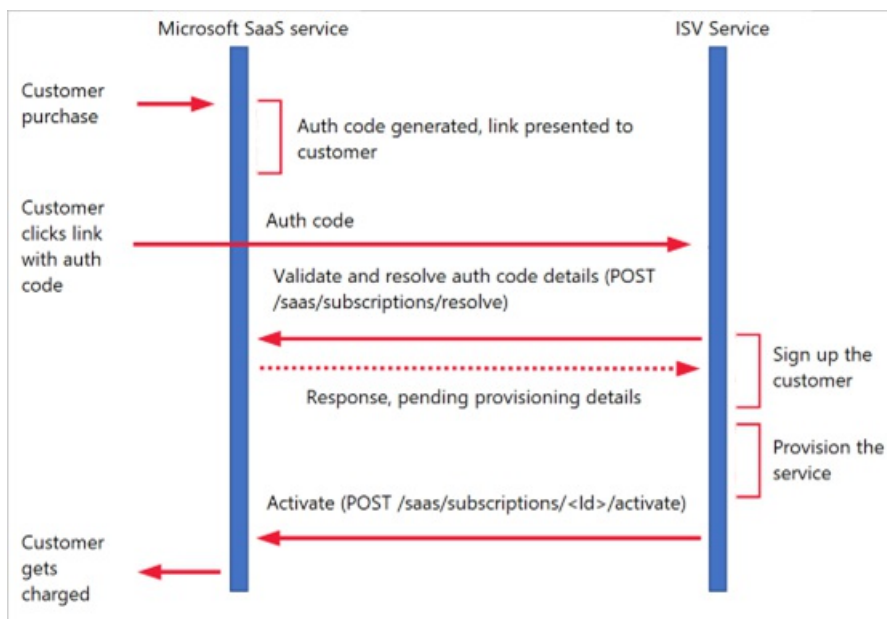 Microsoft SaaS service
ISV Service
Customer
purchase
Auth code generated, link presented to
customer
Customer
clicks link
with auth
code
Auth code
Validate and resolve auth code details (POST
/saas/subscriptions/resolve)
Sign up the
customer
Response, pending provisioning details
Provision the
service
Activate (POST /saas/subscriptions/<Id>/activate)
Customer
gets
charged